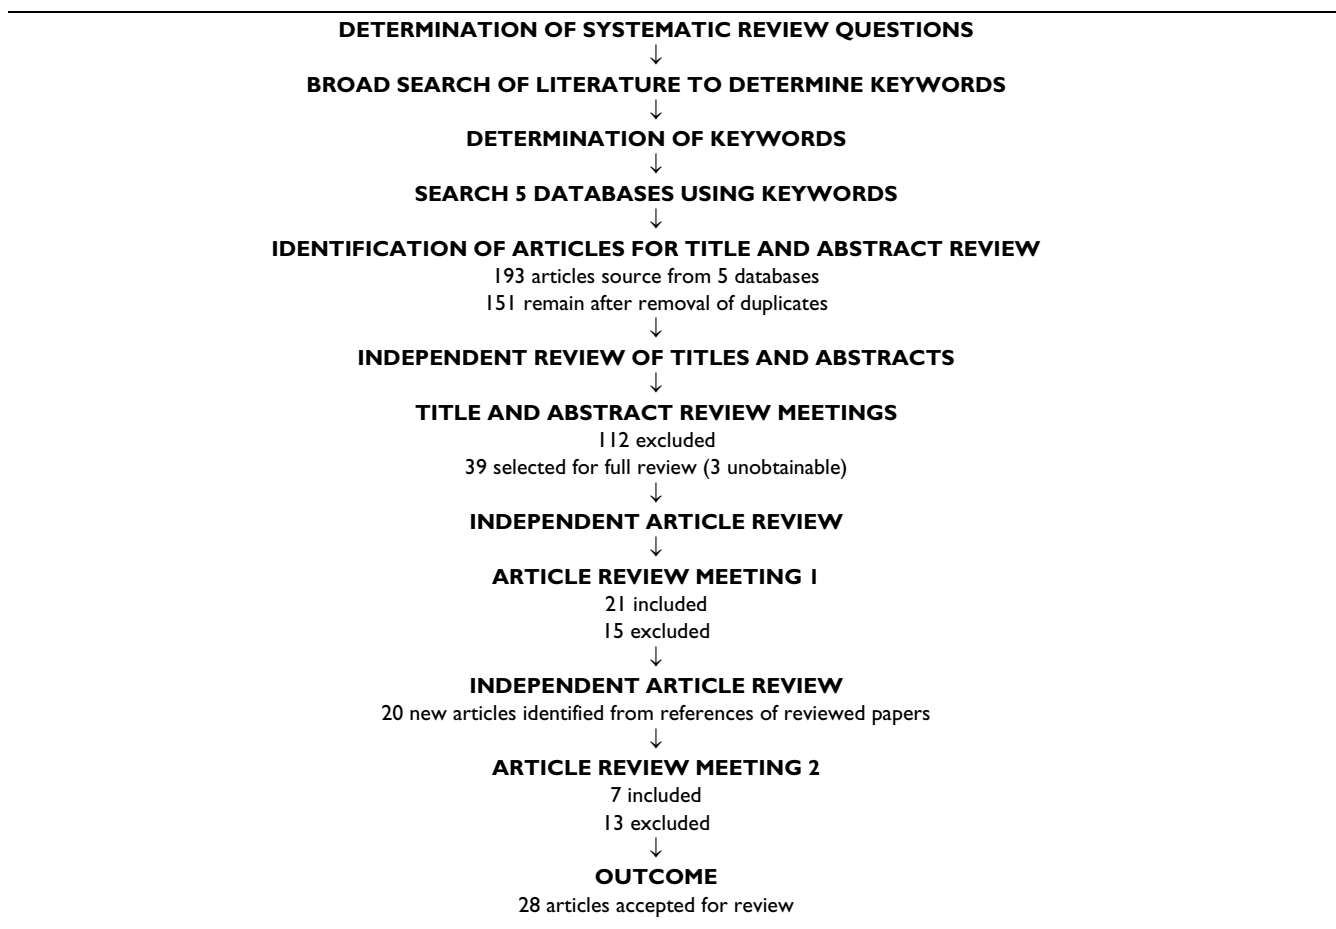 DETERMINATION OF SYSTEMATIC REVIEW QUESTIONS
↓
BROAD SEARCH OF LITERATURE TO DETERMINE KEYWORDS
↓
DETERMINATION OF KEYWORDS
↓
SEARCH 5 DATABASES USING KEYWORDS
↓
IDENTIFICATION OF ARTICLES FOR TITLE AND ABSTRACT REVIEW
193 articles source from 5 databases
151 remain after removal of duplicates
↓
INDEPENDENT REVIEW OF TITLES AND ABSTRACTS
↓
TITLE AND ABSTRACT REVIEW MEETINGS
112 excluded
39 selected for full review (3 unobtainable)
↓
INDEPENDENT ARTICLE REVIEW
↓
ARTICLE REVIEW MEETING 1
21 included
15 excluded
↓
INDEPENDENT ARTICLE REVIEW
20 new articles identified from references of reviewed papers
↓
ARTICLE REVIEW MEETING 2
7 included
13 excluded
↓
OUTCOME
28 articles accepted for review